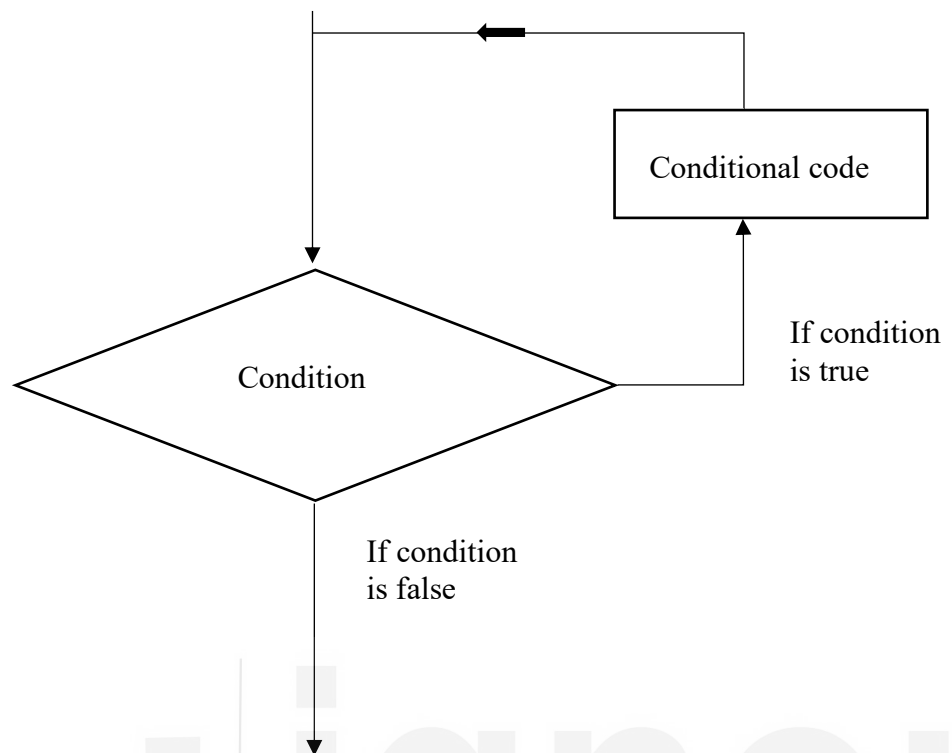 Conditional code
If condition
is true
Condition
If condition
is false